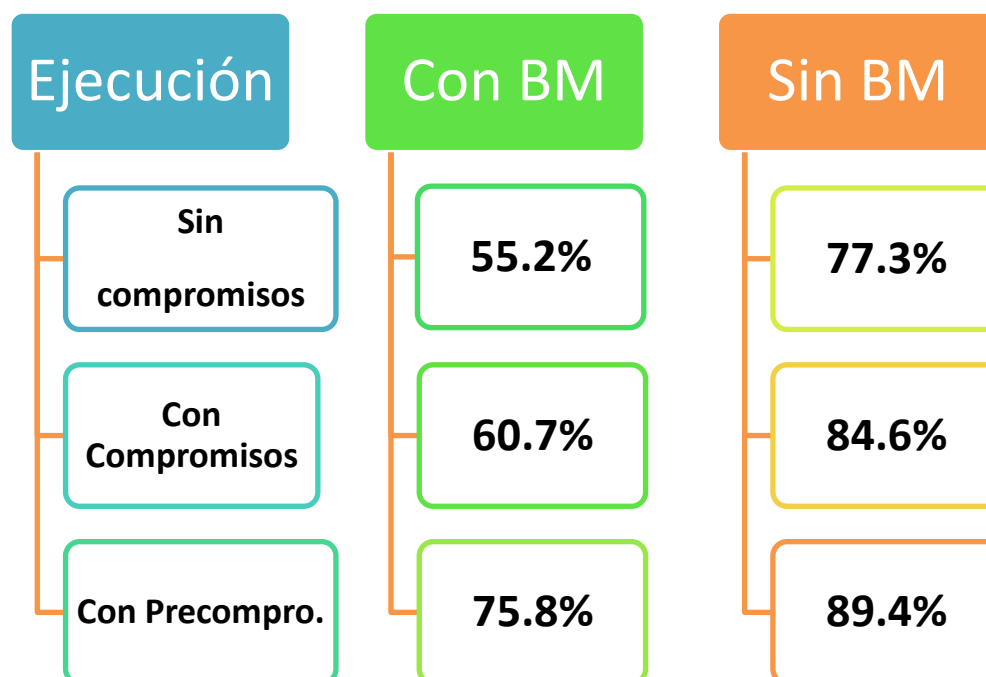 Ejecución
Con BM
Sin BM
Sin
compromisos
55.2%
77.3%
Con
Compromisos
60.7%
84.6%
Con Precompro.
75.8%
89.4%